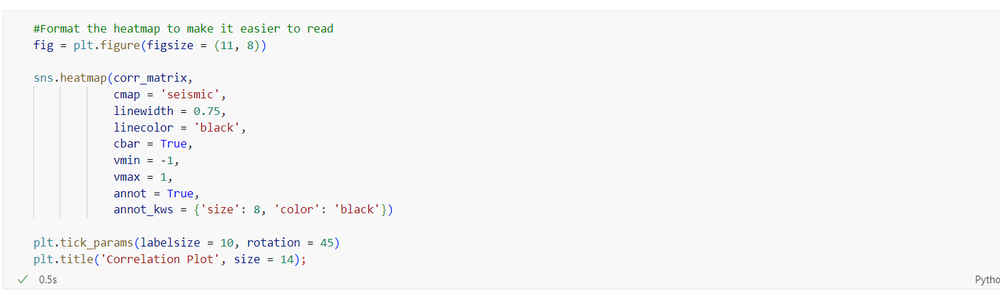 #Format the heatmap to make it easier to read
fig = plt.figure(figsize = (11, 8))
sns.heatmap(corr_matrix,
cmap = 'seismic',
linewidth = 0.75,
linecolor = 'black',
cbar = True,
vmin = -1,
vmax = 1,
annot = True,
annot_kws = {'size': 8, 'color': 'black'})
plt.tick_params(labelsize = 10, rotation = 45)
plt.title('Correlation Plot', size = 14);
0.5s
Pytho